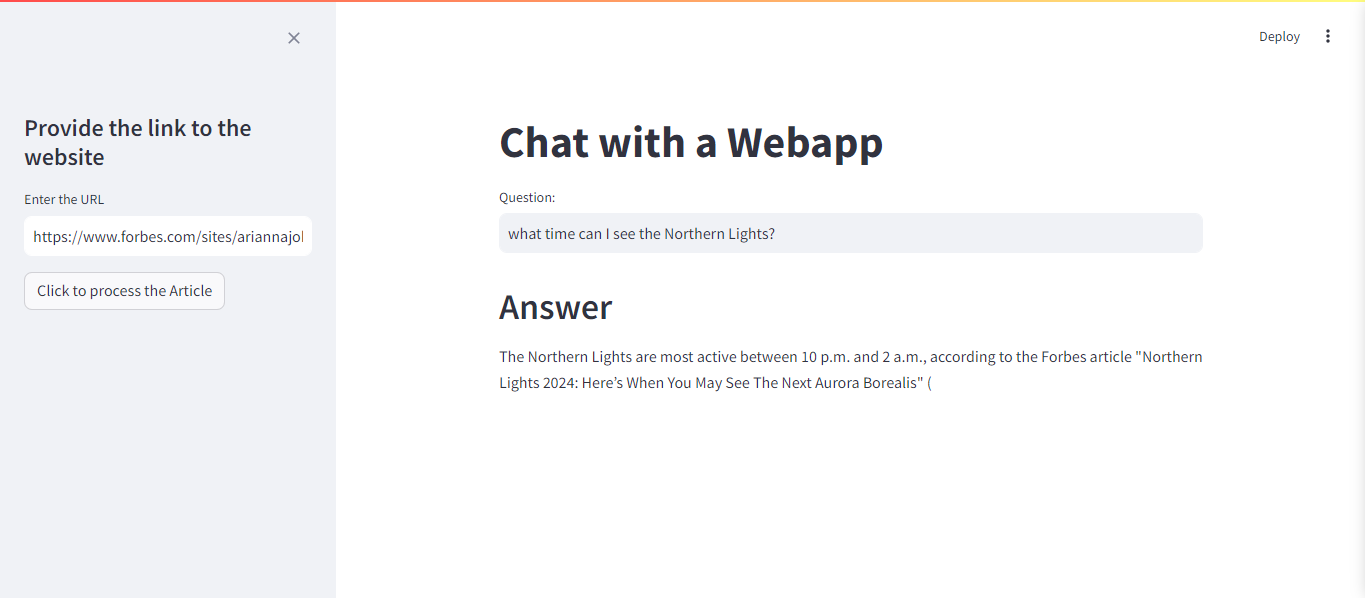 Deploy
Provide the link to the
website
Enter the URL
https://www.forbes.com/sites/ariannajol
Click to process the Article
Chat with a Webapp
Question:
what time can I see the Northern Lights?
Answer
The Northern Lights are most active between 10 p.m. and 2 a.m., according to the Forbes article "Northern
Lights 2024: Here’s When You May See The Next Aurora Borealis" (